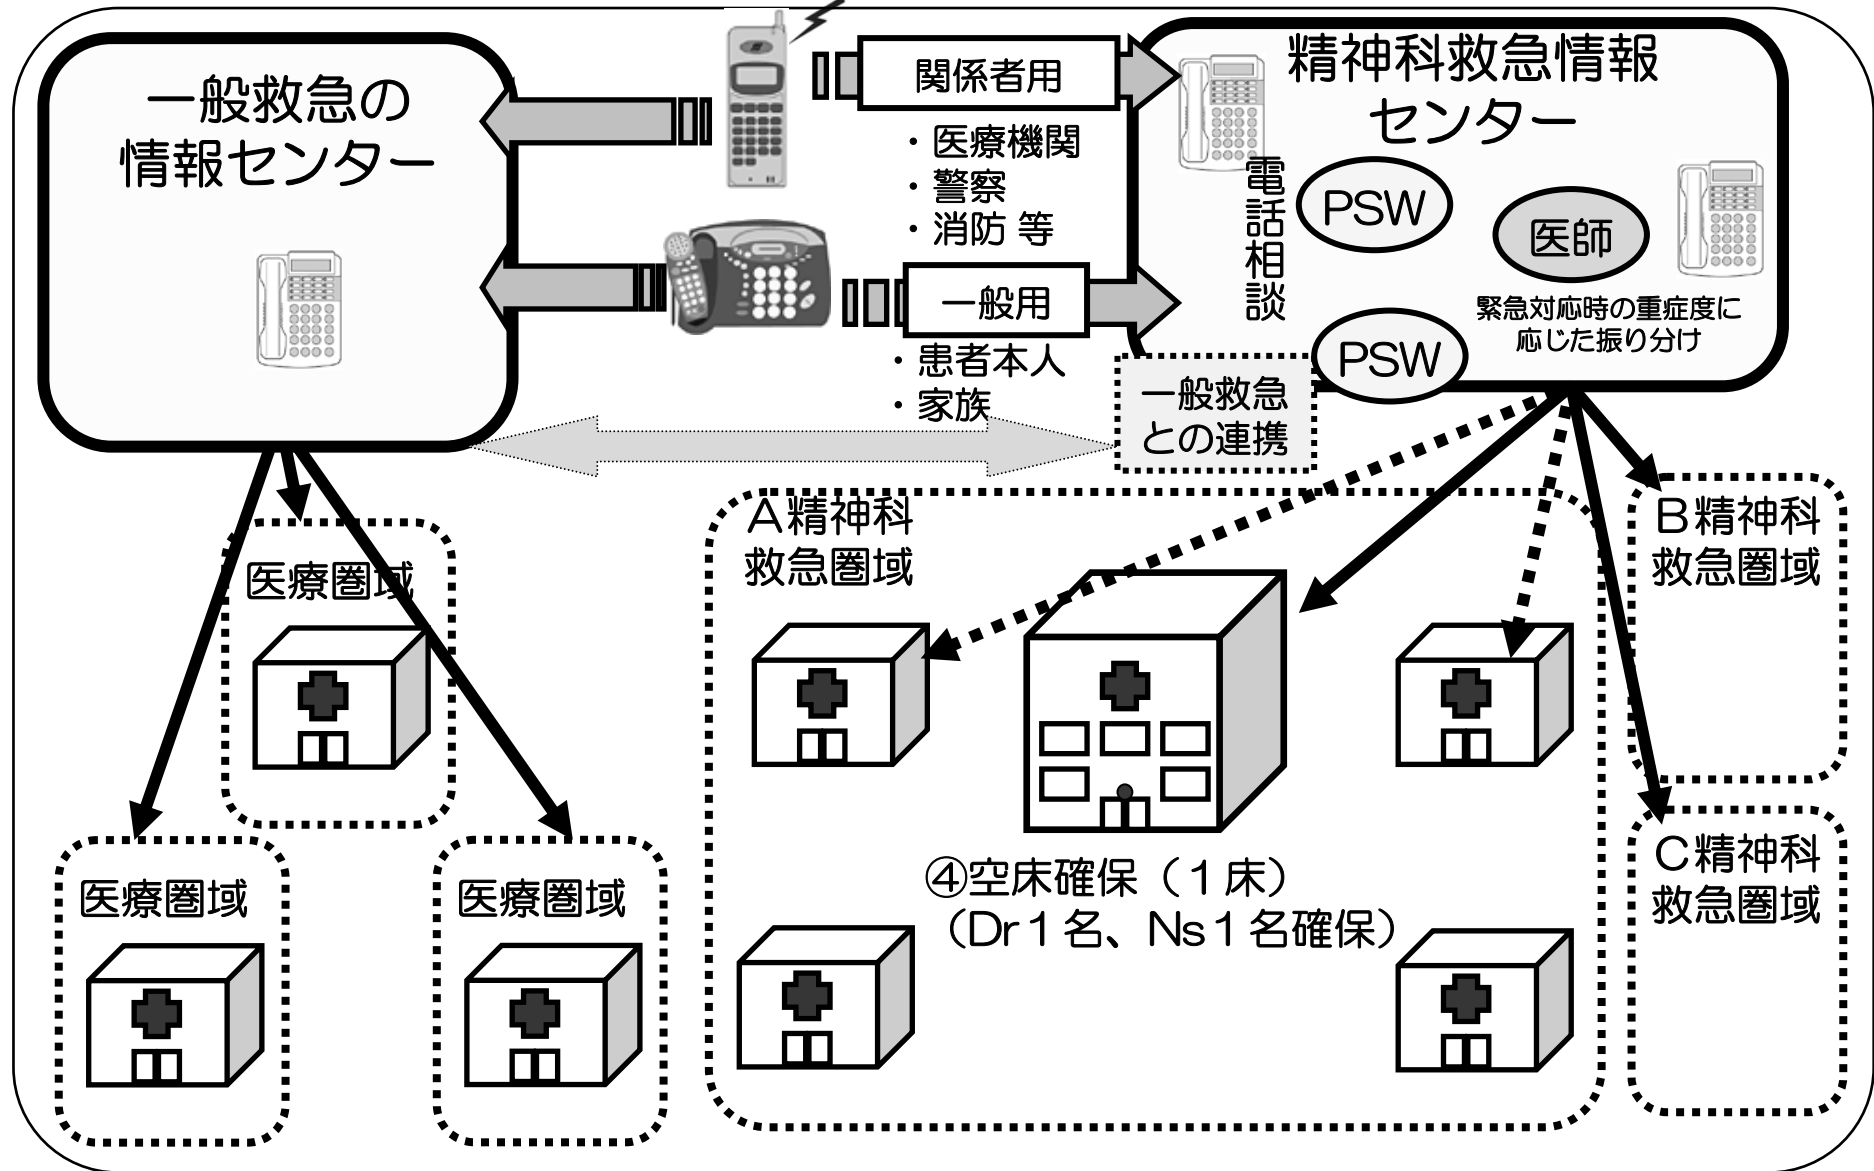 一般救急の
情報センター
関係者用
・医療機関
・警察
・消防 等
一般用
・患者本人
・家族
精神科救急情報
センター
電話相談
PSW
医師
緊急対応時の重症度に
応じた振り分け
PSW
一般救急
との連携
医療圏域
医療圏域
医療圏域
A精神科
救急圏域
④空床確保（1床）
（Dr1名、Ns1名確保）
B精神科
救急圏域
C精神科
救急圏域